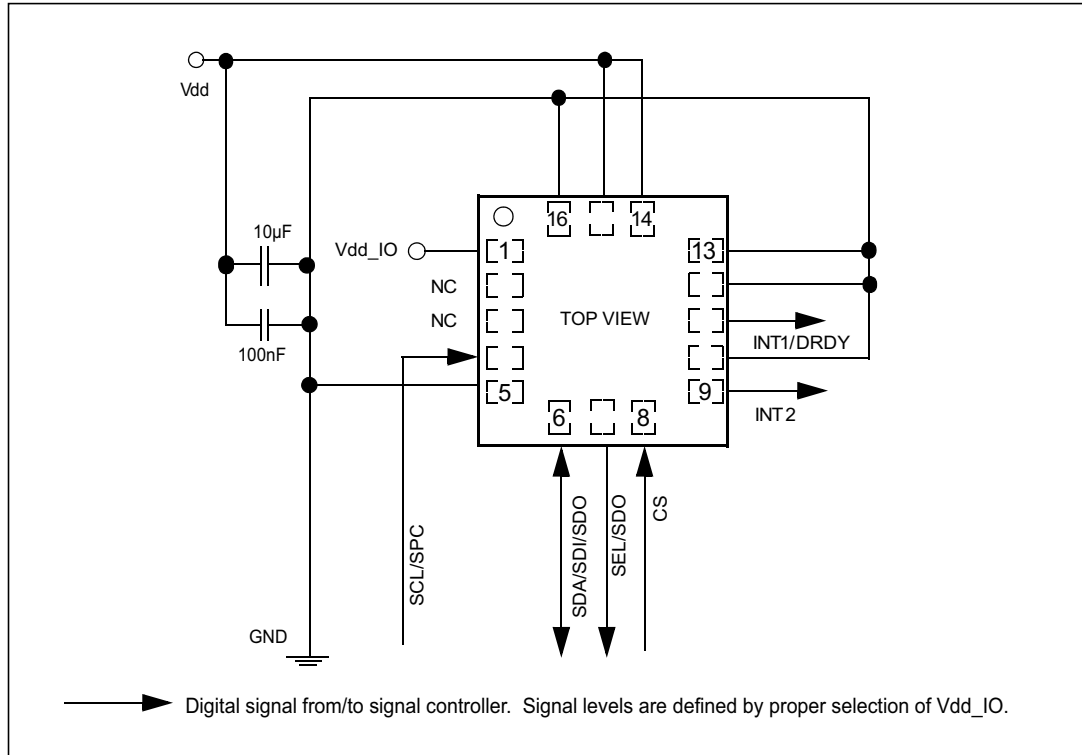 Vdd
16
14
10µF
Vdd_IO
1
13
NC
NC
TOP VIEW
INT1/DRDY
100nF
5
9
6
8
INT 2
SCL/SPC
SDA/SDI/SDO
SEL/SDO
CS
GND
Digital signal from/to signal controller. Signal levels are defined by proper selection of Vdd_IO.